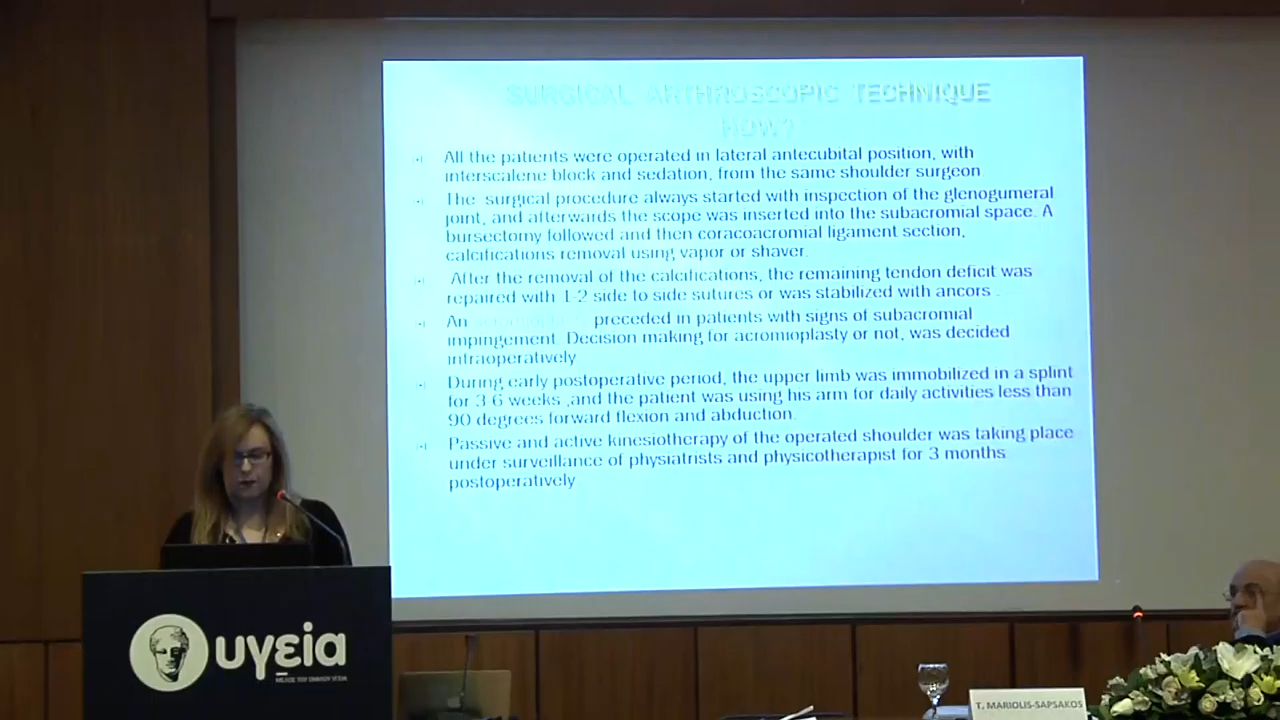 SURGICAL ARTHROSCOPIC TECHNIQUE
HOW?
All the patients were operated in lateral antecubital position, with
interscalene block and sedation, from the same shoulder surgeon
The surgical procedure always started with inspection of the glenogumeral
joint, and afterwards the scope was inserted into the subacromial space. A
bursectomy followed and then coracoacromial ligament section,
calcifications removal using vapor or shaver.
After the removal of the calcifications, the remaining tendon deficit was
repaired with 1-2 side to side sutures or was stabilized with ancors .
An preceded in patients with signs of subacromial
impingement. Decision making for acromioplasty or not, was decided
intraoperatively
During early postoperative period, the upper limb was immobilized in a splint
for 3-6 weeks ,and the patient was using his arm for daily activities less than
90 degrees forward flexion and abduction.
Passive and active kinesiotherapy of the operated shoulder was taking place
under surveillance of physiatrists and physicotherapist for 3 months
postoperatively
υγεία
ΜΕΛΟΣ ΤΟΥ ΟΜΙΛΟΥ ΥΓΕΙΑ
T. MARIOLIS-SAPSAKOS